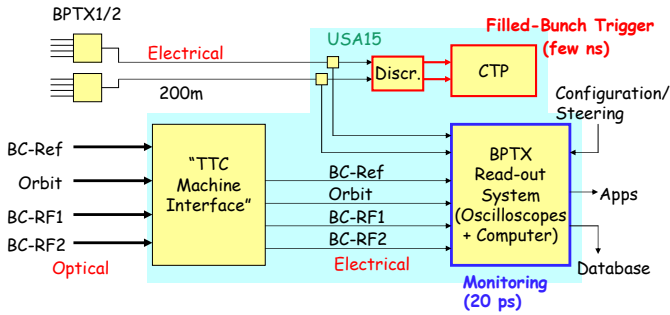 BPTX1/2
Electrical
200m
USA15
Filled-Bunch Trigger
(few ns)
Discr.
CTP
Configuration/
Steering
BC-Ref
Orbit
BC-RF1
BC-RF2
Optical
"TTC
Machine
Interface"
BC-Ref
Orbit
BC-RF1
BC-RF2
Electrical
BPTX
Read-out
System
(Oscilloscopes
+ Computer)
Apps
Database
Monitoring
(20 ps)